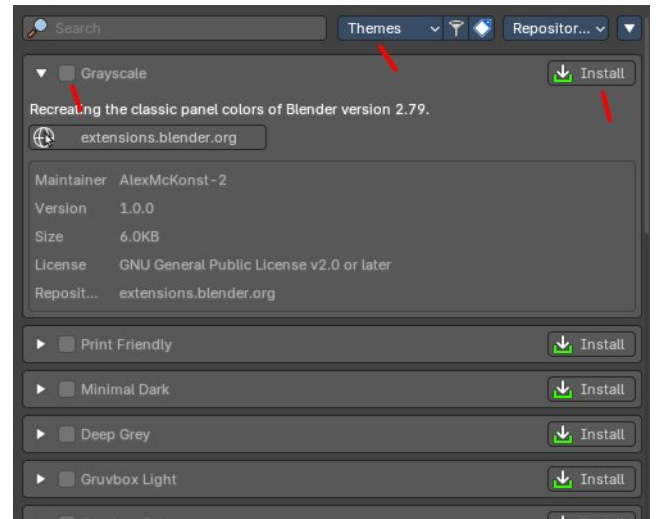 Search Themes Repositor...
Grayscale Install
Recreating the classic panel colors of Blender version 2.79.
extensions.blender.org
Maintainer AlexMcKonst-2
Version 1.0.0
Size 6.0KB
License GNU General Public License v2.0 or later
Reposit... extensions.blender.org
Print Friendly Install
Minimal Dark Install
Deep Grey Install
Gruvbox Light Install